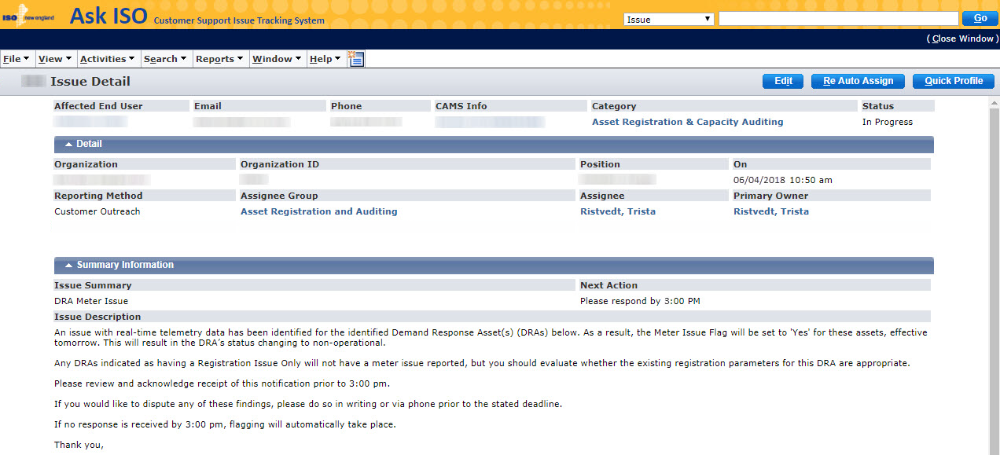 ISO new england Ask ISO Customer Support Issue Tracking System Issue Go
( Close Window )
File View Activities Search Reports Window Help
Issue Detail Edit Re Auto Assign Quick Profile
Affected End User Email Phone CAMS Info Category Status
Asset Registration & Capacity Auditing In Progress
Detail
Organization Organization ID Position On
06/04/2018 10:50 am
Reporting Method Assignee Group Assignee Primary Owner
Customer Outreach Asset Registration and Auditing Ristvedt, Trista Ristvedt, Trista
Summary Information
Issue Summary Next Action
DRA Meter Issue Please respond by 3:00 PM
Issue Description
An issue with real-time telemetry data has been identified for the identified Demand Response Asset(s) (DRAs) below. As a result, the Meter Issue Flag will be set to 'Yes' for these assets, effective
tomorrow. This will result in the DRA's status changing to non-operational.
Any DRAs indicated as having a Registration Issue Only will not have a meter issue reported, but you should evaluate whether the existing registration parameters for this DRA are appropriate.
Please review and acknowledge receipt of this notification prior to 3:00 pm.
If you would like to dispute any of these findings, please do so in writing or via phone prior to the stated deadline.
If no response is received by 3:00 pm, flagging will automatically take place.
Thank you,